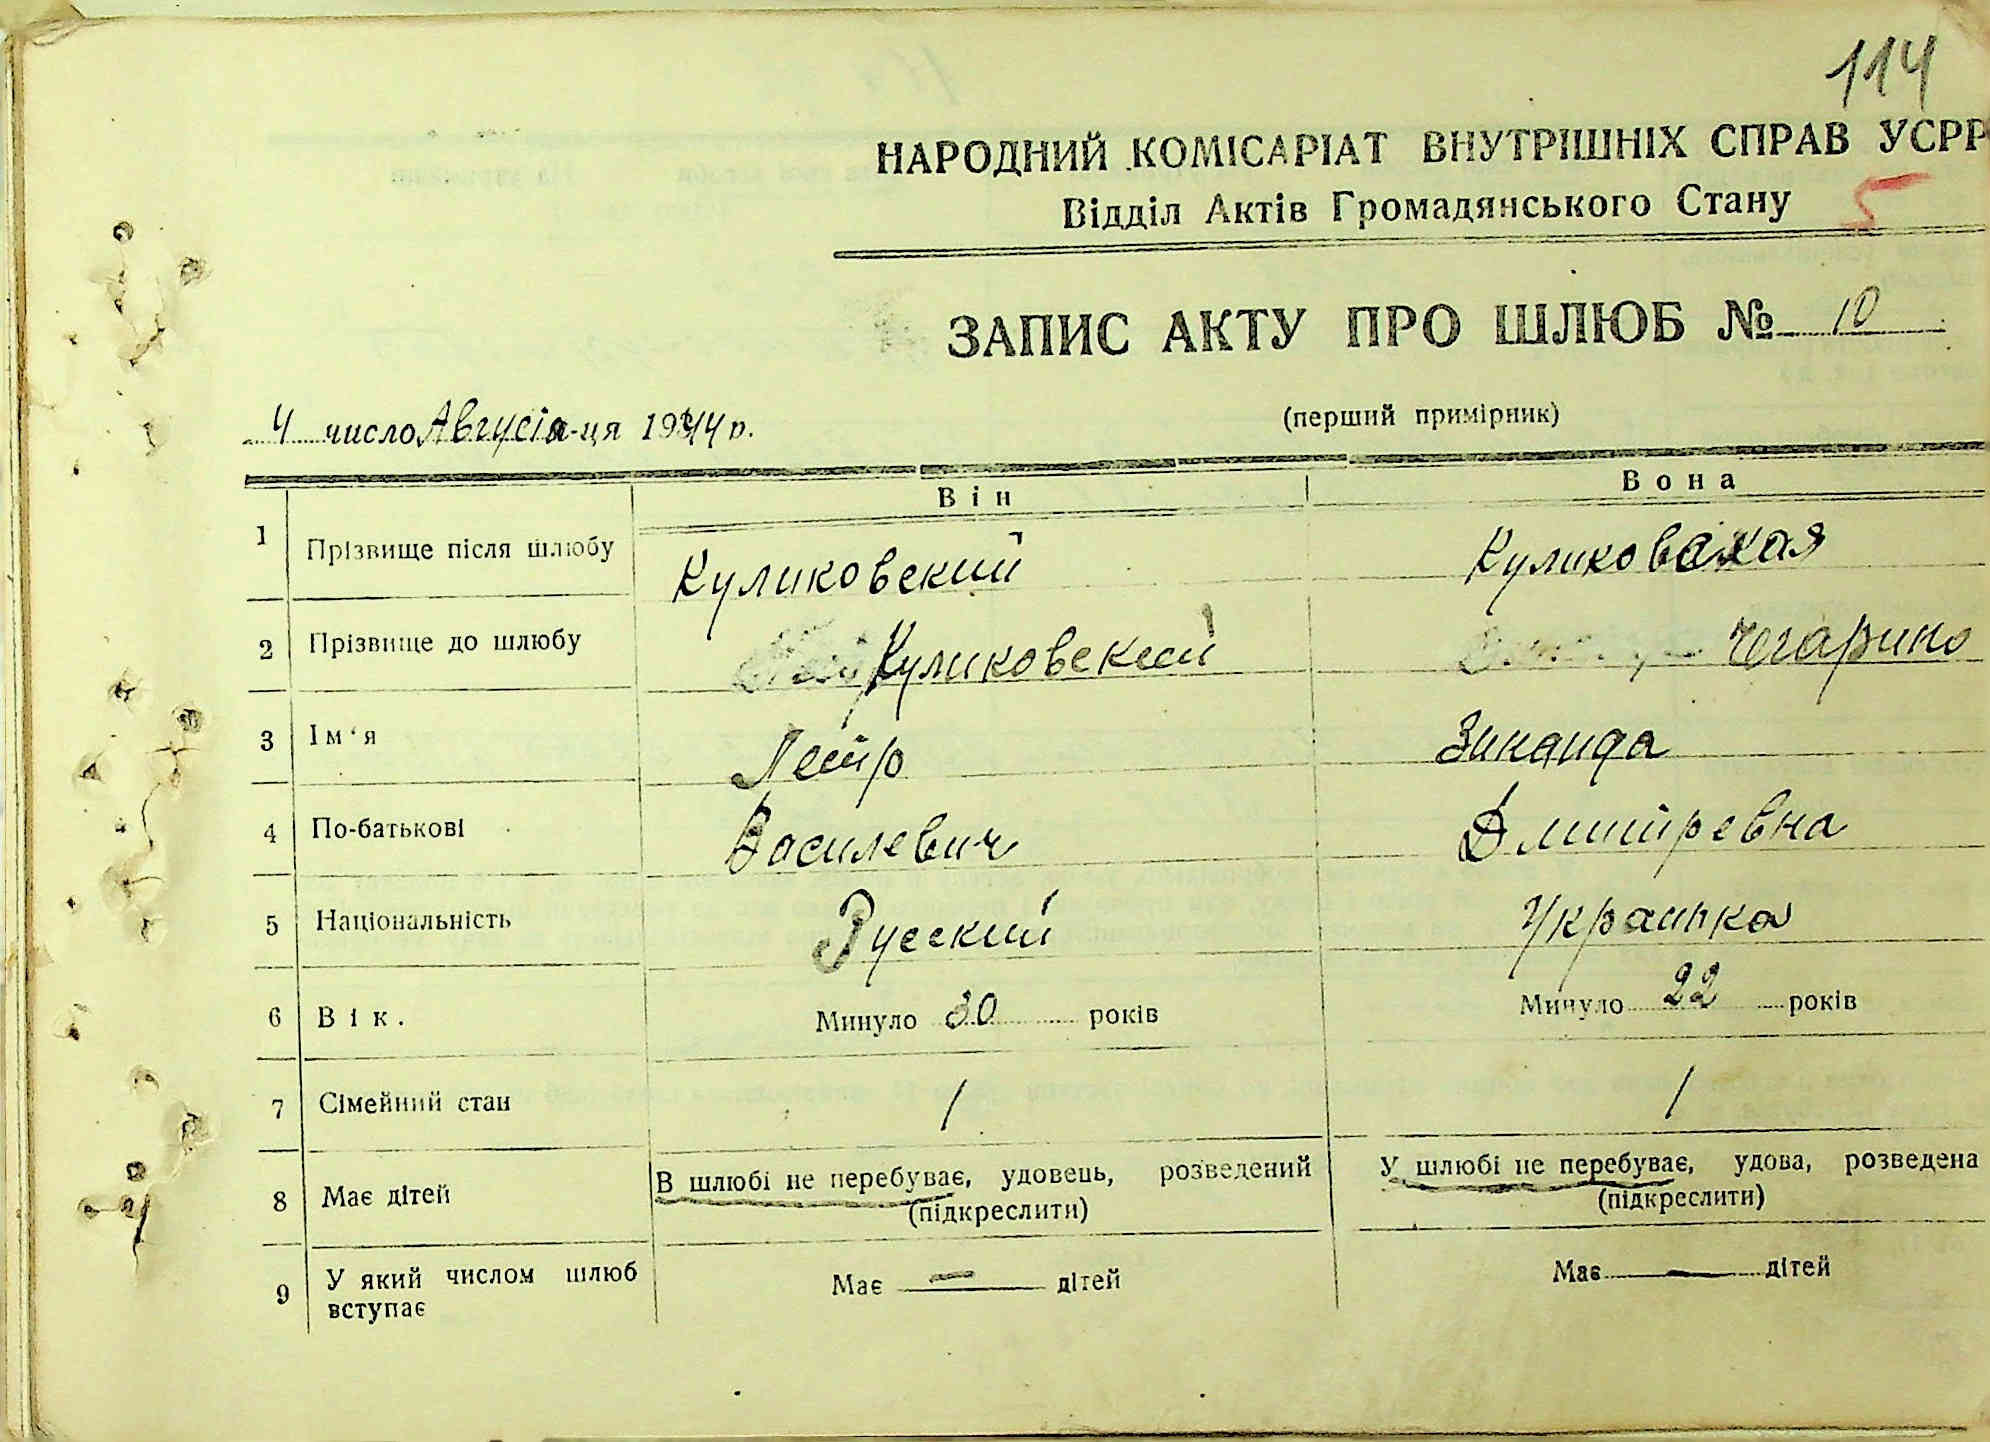 114
НАРОДНИЙ КОМІСАРІАТ ВНУТРІШНІХ СПРАВ УСРР
Відділ Актів Громадянського Стану 5
ЗАПИС АКТУ ПРО ШЛЮБ № 10
(перший примірник)
4 число Августа м-ця 1944 р.
Він Вона
1 Прізвище після шлюбу Куликовский Куликовская
2 Прізвище до шлюбу Куликовский
3 Ім'я Петр Зинаида
4 По-батькові Василевич Дмитревна
5 Національність Русский Украинка
6 Вік. Минуло 30 років Минуло 22 років
7 Сімейний стан 1 1
8 Має дітей В шлюбі не перебуває, удовець, розведений У шлюбі не перебуває, удова, розведена
(підкреслити) (підкреслити)
9 У який числом шлюб вступає Має — дітей Має — дітей